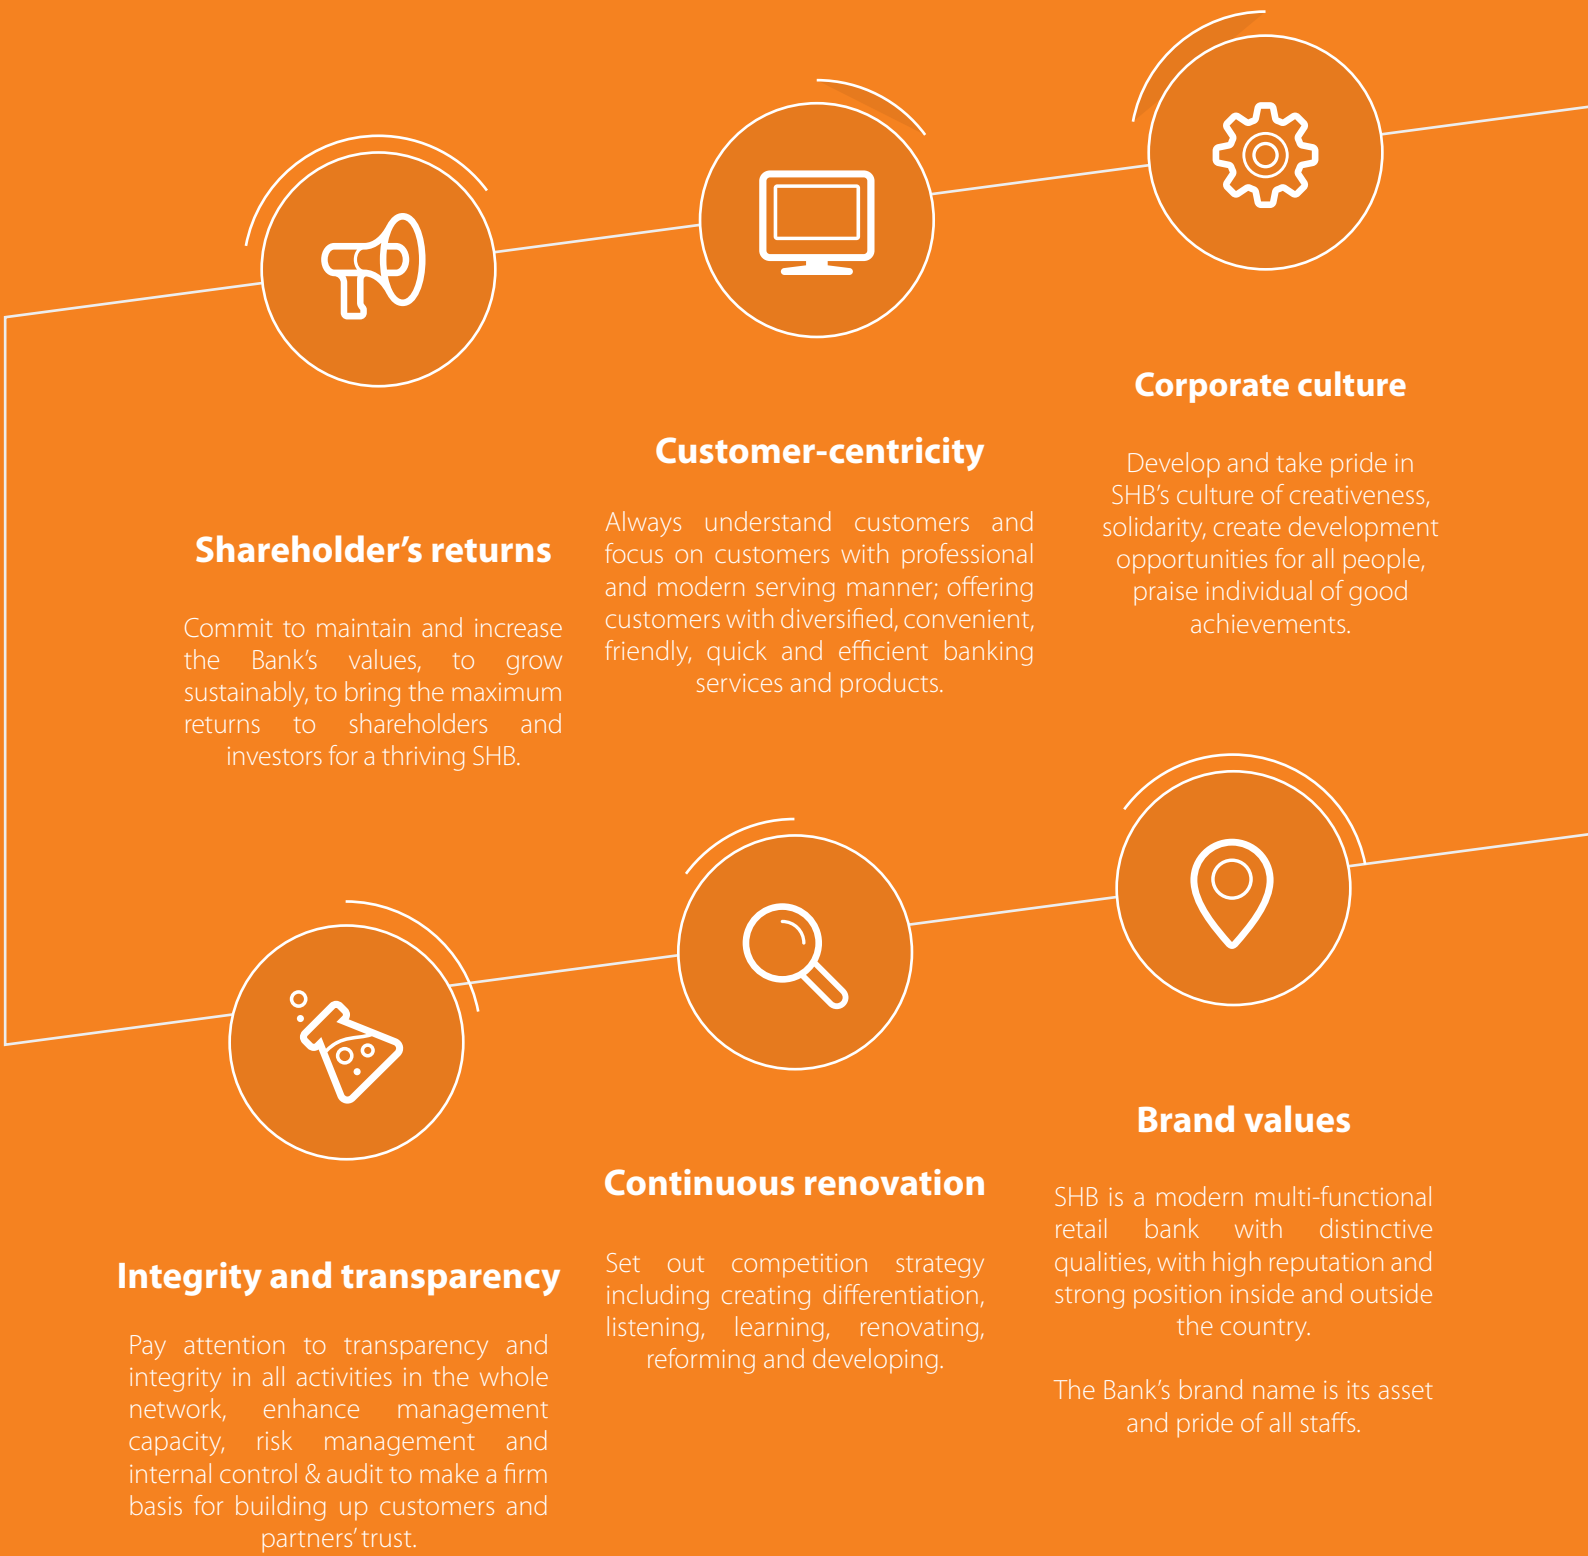 Shareholder’s returns
Commit to maintain and increase
the Bank’s values, to grow
sustainably, to bring the maximum
returns to shareholders and
investors for a thriving SHB.
Customer-centricity
Always understand customers and
focus on customers with professional
and modern serving manner; offering
customers with diversified, convenient,
friendly, quick and efficient banking
services and products.
Corporate culture
Develop and take pride in
SHB’s culture of creativeness,
solidarity, create development
opportunities for all people,
praise individual of good
achievements.
Integrity and transparency
Pay attention to transparency and
integrity in all activities in the whole
network, enhance management
capacity, risk management and
internal control & audit to make a firm
basis for building up customers and
partners’ trust.
Continuous renovation
Set out competition strategy
including creating differentiation,
listening, learning, renovating,
reforming and developing.
Brand values
SHB is a modern multi-functional
retail bank with distinctive
qualities, with high reputation and
strong position inside and outside
the country.
The Bank’s brand name is its asset
and pride of all staffs.